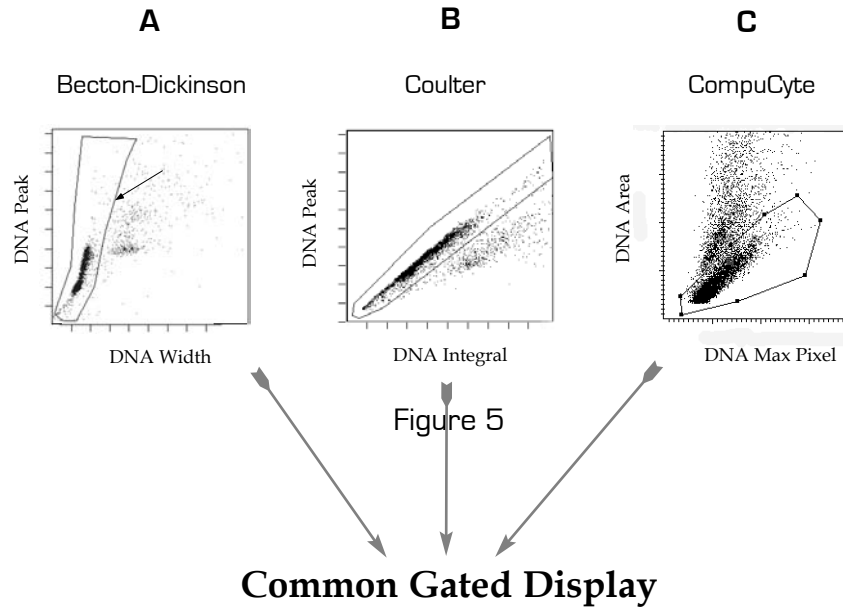 A B C
Becton-Dickinson Coulter CompuCyte
DNA Peak
DNA Width
DNA Peak
DNA Integral
DNA Area
DNA Max Pixel
Figure 5
Common Gated Display